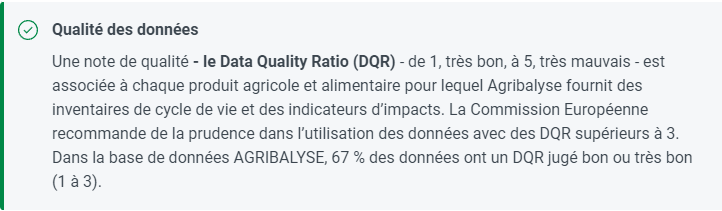 Qualité des données
Une note de qualité - le Data Quality Ratio (DQR) - de 1, très bon, à 5, très mauvais - est
associée à chaque produit agricole et alimentaire pour lequel Agribalyse fournit des
inventaires de cycle de vie et des indicateurs d’impacts. La Commission Européenne
recommande de la prudence dans l’utilisation des données avec des DQR supérieurs à 3.
Dans la base de données AGRIBALYSE, 67 % des données ont un DQR jugé bon ou très bon
(1 à 3).